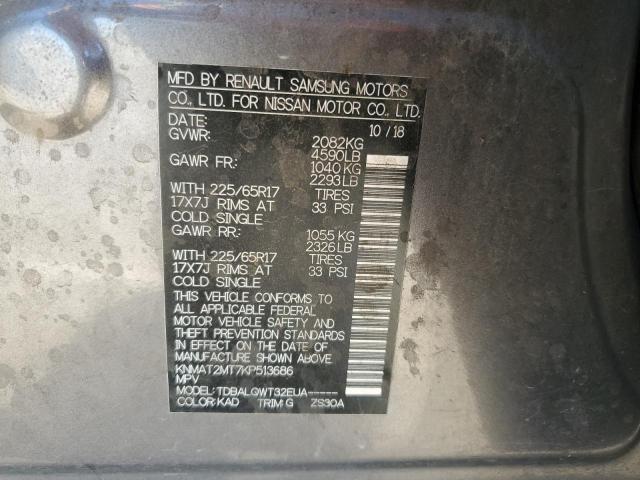 MFD BY RENAULT SAMSUNG MOTORS
CO., LTD. FOR NISSAN MOTOR CO., LTD.
DATE: 10/18
GVWR: 2082KG
4590LB
GAWR FR: 1040KG
2293LB
WITH 225/65R17 TIRES
17X7J RIMS AT 33 PSI
COLD SINGLE
GAWR RR: 1055KG
2326LB
WITH 225/65R17 TIRES
17X7J RIMS AT 33 PSI
COLD SINGLE
THIS VEHICLE CONFORMS TO
ALL APPLICABLE FEDERAL
MOTOR VEHICLE SAFETY AND
THEFT PREVENTION STANDARDS
IN EFFECT ON THE DATE OF
MANUFACTURE SHOWN ABOVE
KNMAT2MT7KP513686
MPV
MODEL: TDBALGWT32EUA-----
COLOR: KAD TRIM: G ZS30A